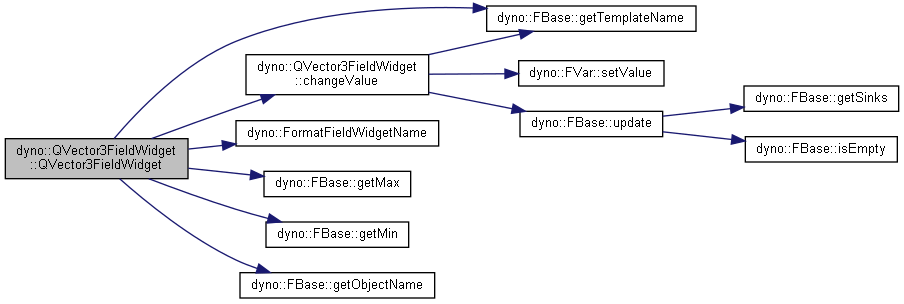 dyno::QVector3FieldWidget
::QVector3FieldWidget
dyno::FBase::getTemplateName
dyno::QVector3FieldWidget
::changeValue
dyno::FVar::setValue
dyno::FBase::update
dyno::FBase::getSinks
dyno::FBase::isEmpty
dyno::FormatFieldWidgetName
dyno::FBase::getMax
dyno::FBase::getMin
dyno::FBase::getObjectName